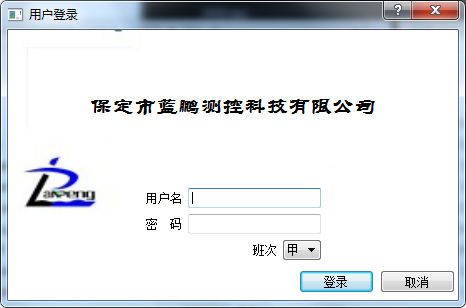 用户登录
保定市蓝鹏测控科技有限公司
Lanpeng
用户名
密 码
班次 甲
登录 取消